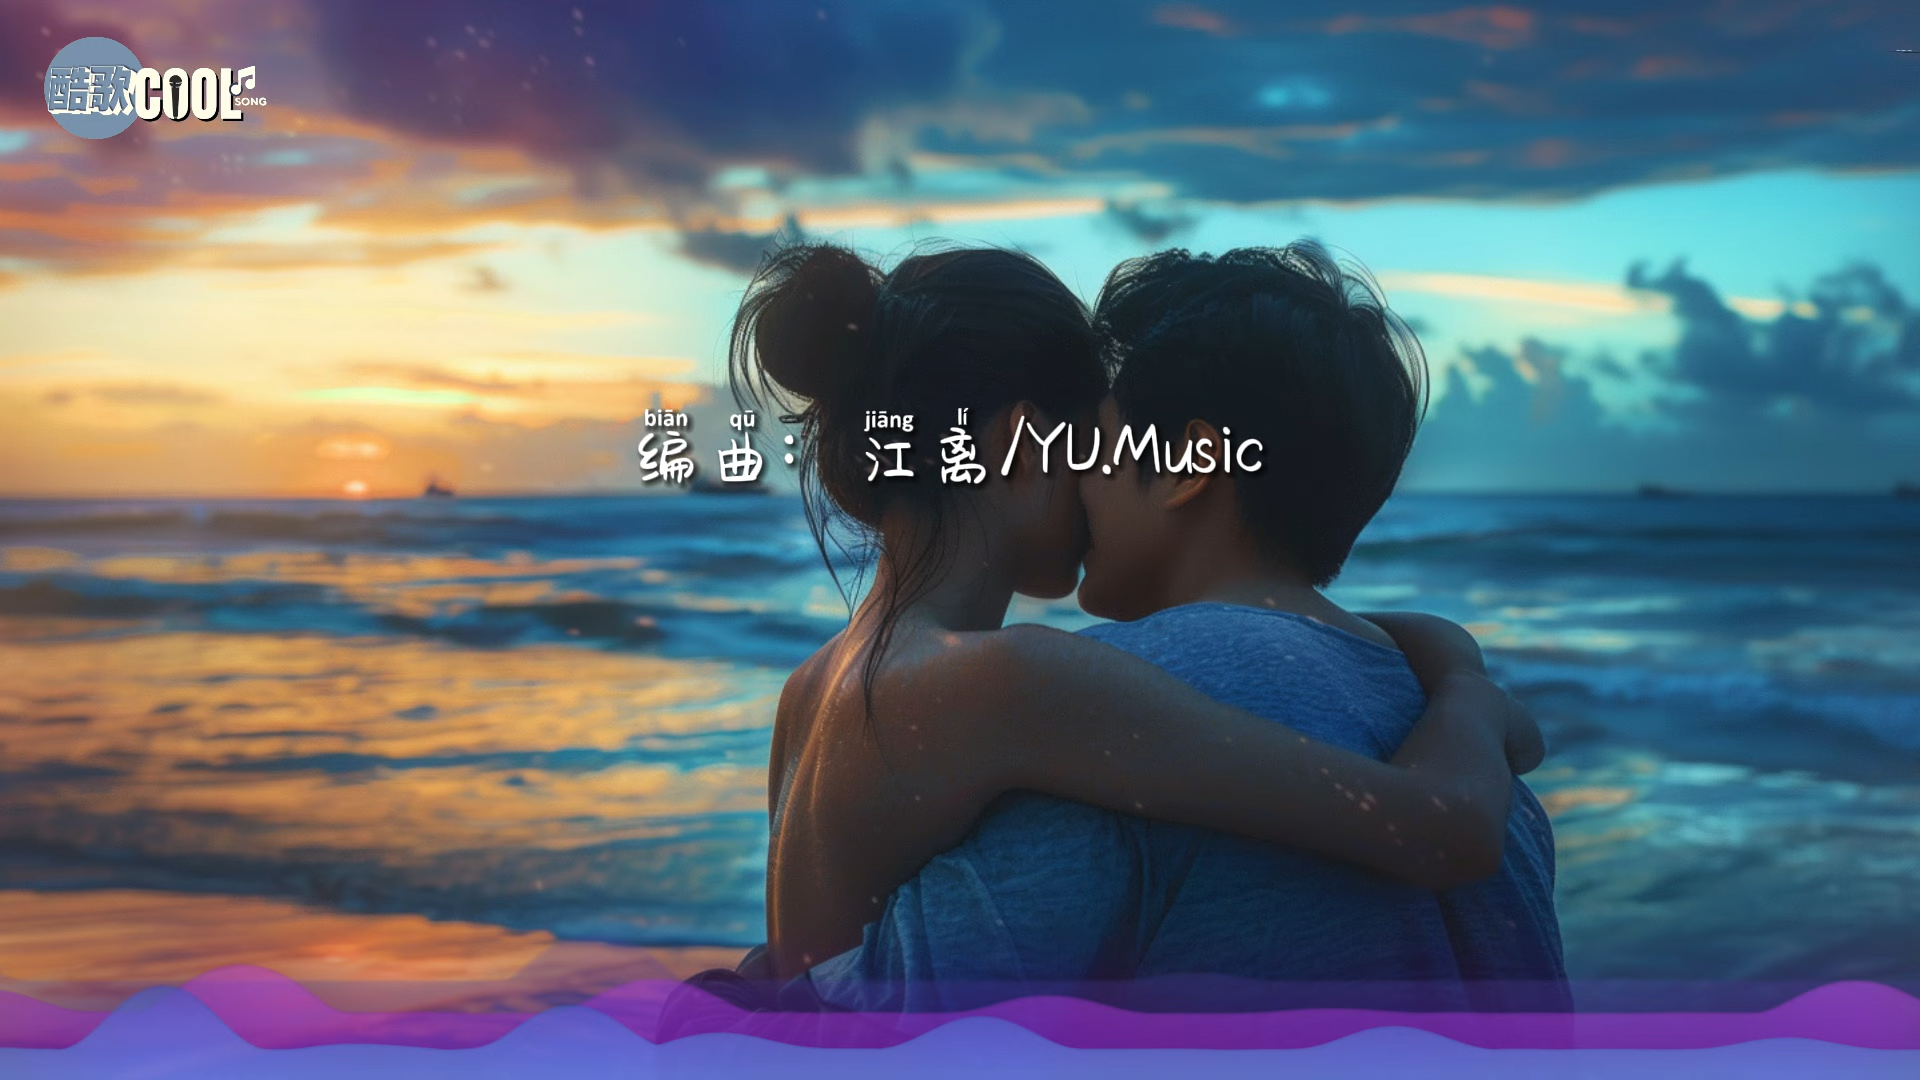 酷歌COOL
SONG
biān qū jiāng lí
编曲：江离/YU.Music